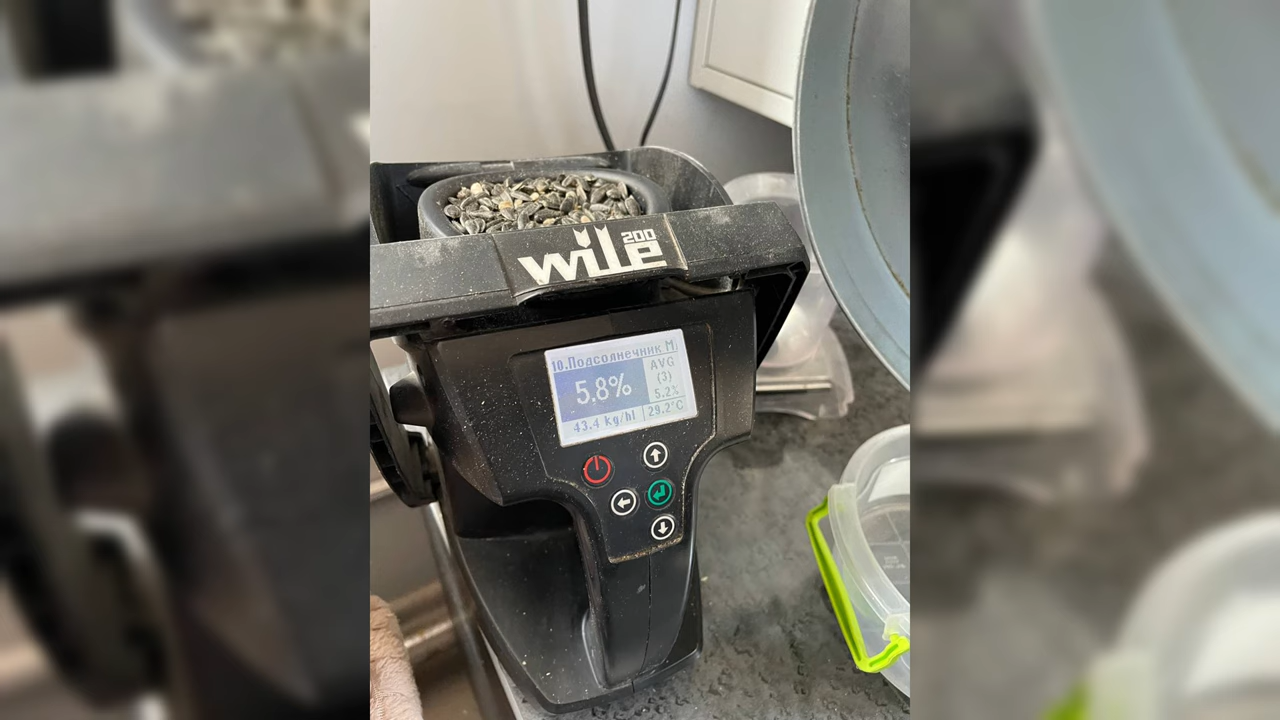 wile 200
10.Подсолнечник М
5.8%
AVG
(3)
5.2%
43.4 kg/hl
29.2°C